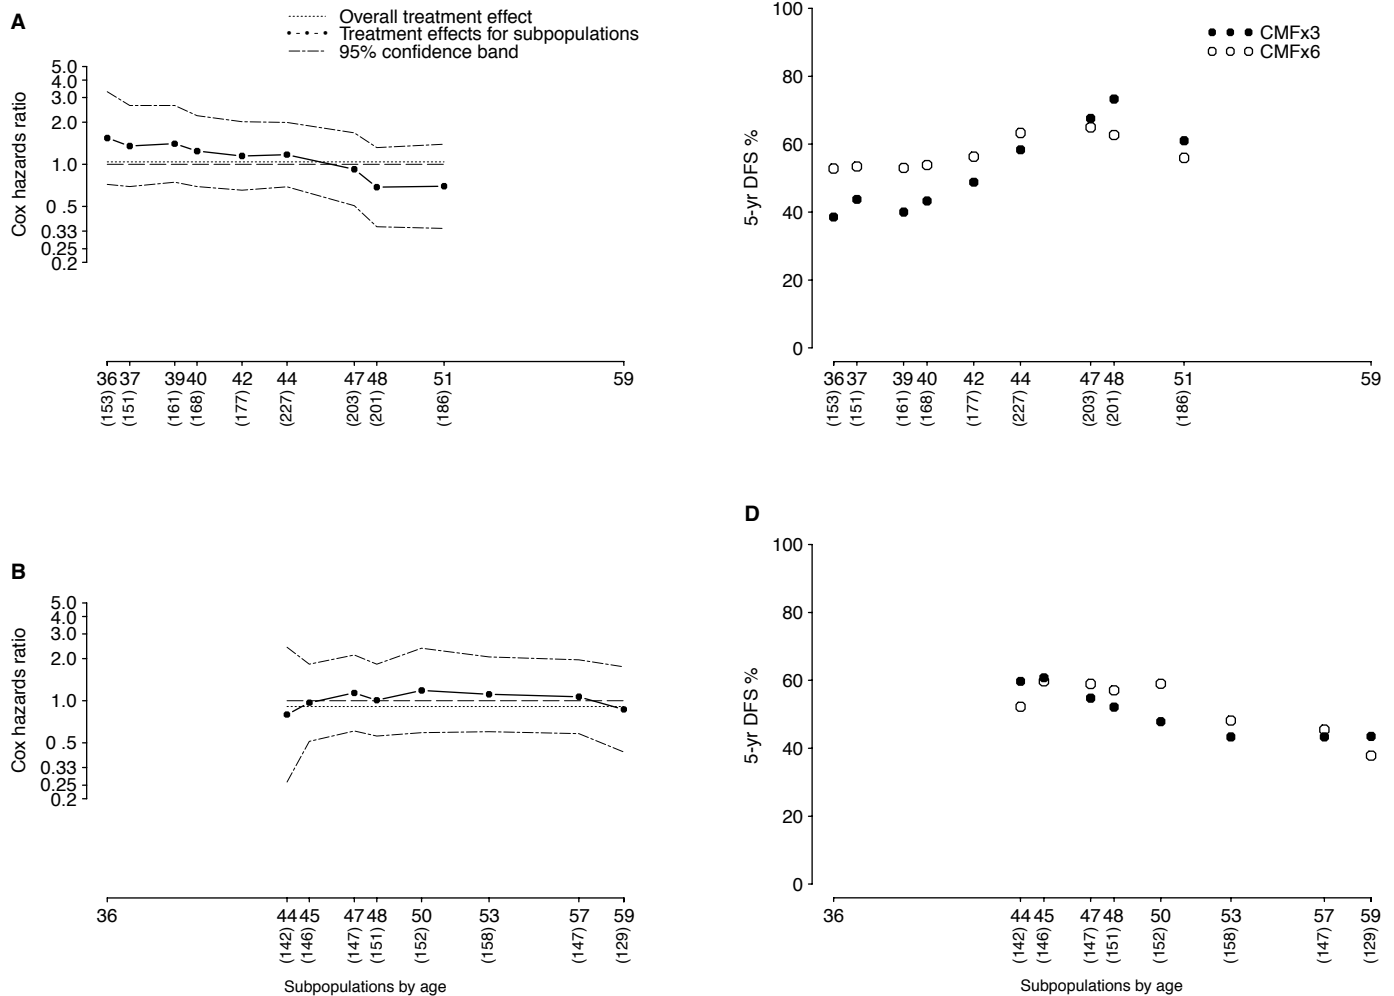 A
Overall treatment effect
Treatment effects for subpopulations
95% confidence band
Cox hazards ratio
5.0
4.0
3.0
2.0
1.0
0.5
0.33
0.25
0.2
36 37 39 40 42 44 47 48 51 59
(153) (151) (161) (168) (177) (227) (203) (201) (186)
CMFx3
CMFx6
5-yr DFS %
100
80
60
40
20
0
36 37 39 40 42 44 47 48 51 59
(153) (151) (161) (168) (177) (227) (203) (201) (186)
B
Cox hazards ratio
5.0
4.0
3.0
2.0
1.0
0.5
0.33
0.25
0.2
36 44 45 47 48 50 53 57 59
(142) (146) (147) (151) (152) (158) (147) (129)
Subpopulations by age
D
5-yr DFS %
100
80
60
40
20
0
36 44 45 47 48 50 53 57 59
(142) (146) (147) (151) (152) (158) (147) (129)
Subpopulations by age